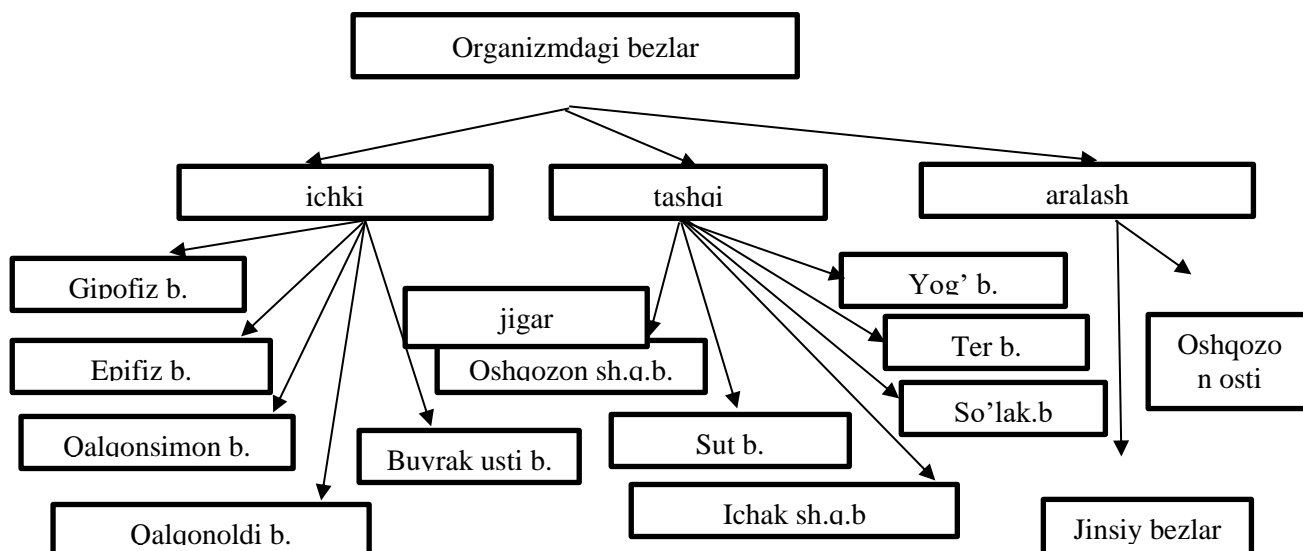 Organizmdagi bezlar
ichki
tashqi
aralash
Gipofiz b.
Yog’ b.
jigar
Epifiz b.
Oshqozon sh.q.b.
Ter b.
Oshqozo
n osti
So’lak.b
Qalqonsimon b.
Buyrak usti b.
Sut b.
Qalqonoldi b.
Ichak sh.q.b
Jinsiy bezlar